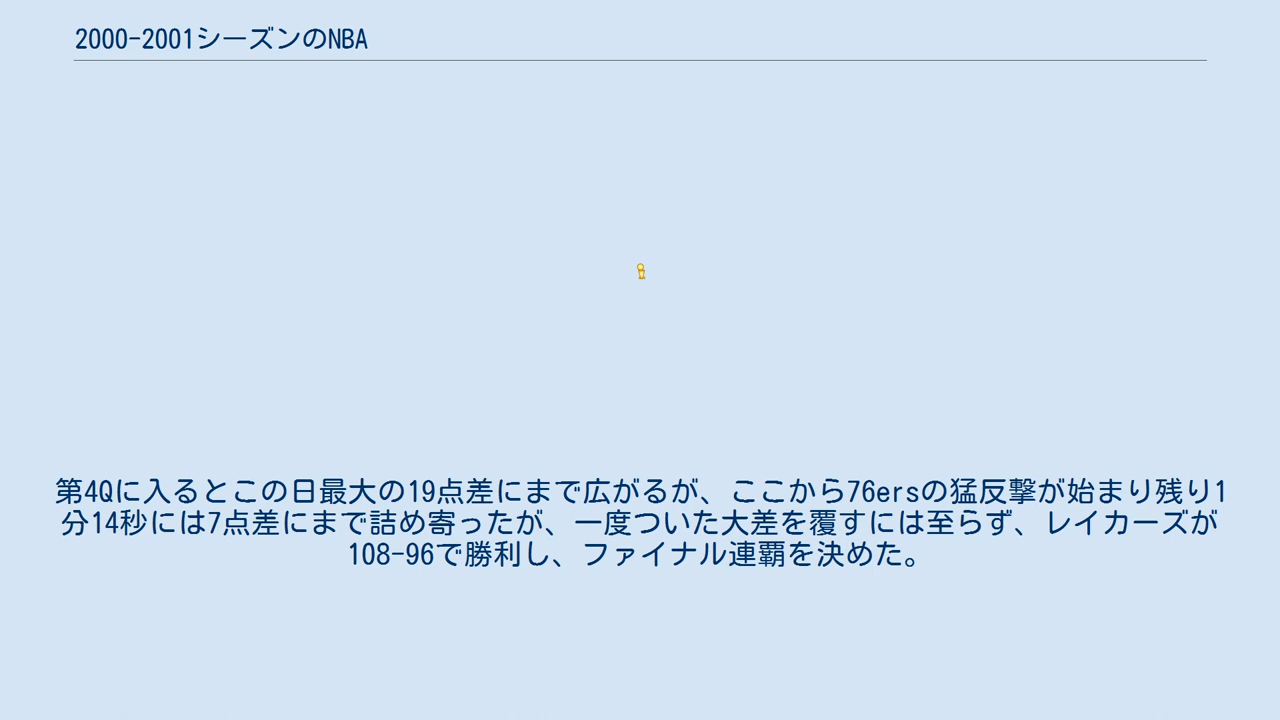 2000-2001シーズンのNBA
第4Qに入るとこの日最大の19点差にまで広がるが、ここから76ersの猛反撃が始まり残り1
分14秒には7点差にまで詰め寄ったが、一度ついた大差を覆すには至らず、レイカーズが
108-96で勝利し、ファイナル連覇を決めた。